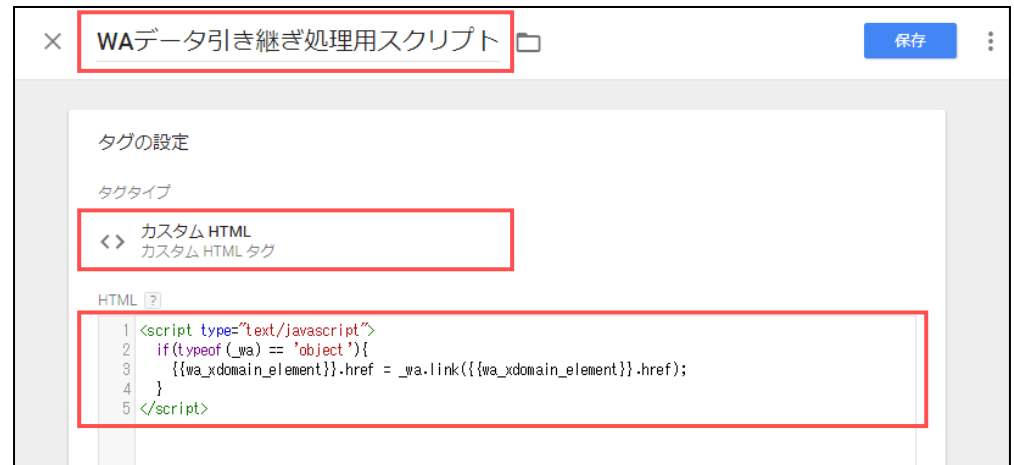 WAデータ引き継ぎ処理用スクリプト
保存
タグの設定
タグタイプ
カスタム HTML
カスタム HTML タグ
HTML ?
1 <script type="text/javascript">
2   if(typeof(_wa) == 'object'){
3     {{wa_xdomain_element}}.href = _wa.link({{wa_xdomain_element}}.href);
4   }
5 </script>